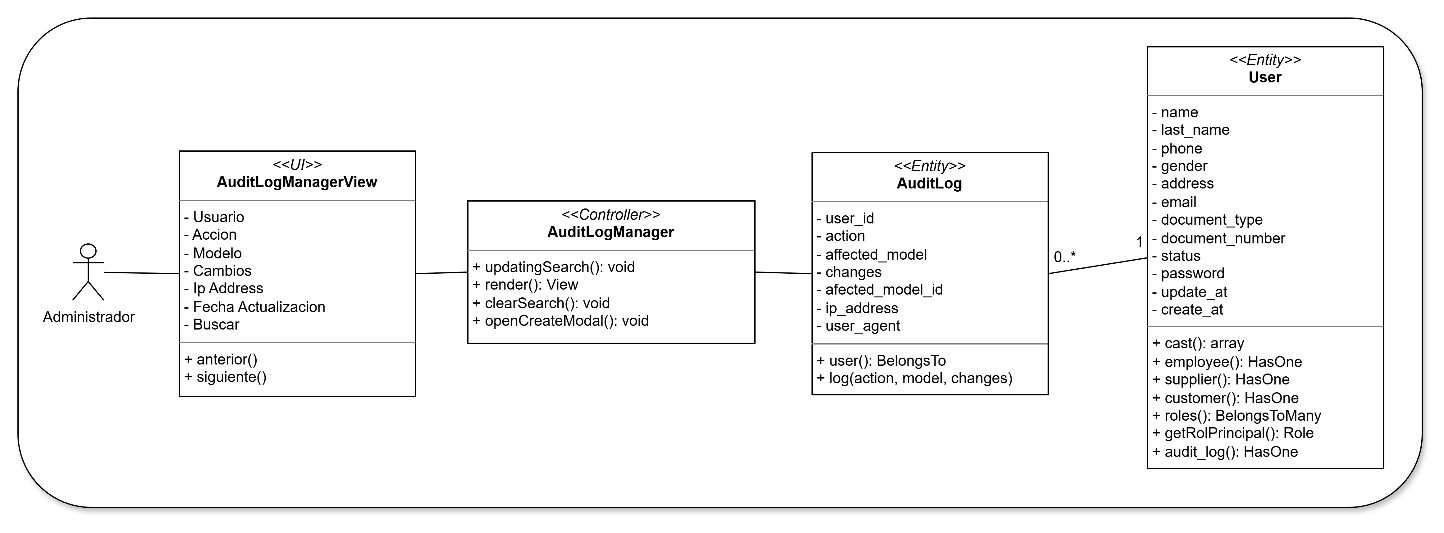 Administrador
<<UI>>
AuditLogManagerView
- Usuario
- Accion
- Modelo
- Cambios
- Ip Address
- Fecha Actualizacion
- Buscar
+ anterior()
+ siguiente()
<<Controller>>
AuditLogManager
+ updatingSearch(): void
+ render(): View
+ clearSearch(): void
+ openCreateModal(): void
<<Entity>>
AuditLog
- user_id
- action
- affected_model
- changes
- afected_model_id
- ip_address
- user_agent
+ user(): BelongsTo
+ log(action, model, changes)
0..*
1
<<Entity>>
User
- name
- last_name
- phone
- gender
- address
- email
- document_type
- document_number
- status
- password
- update_at
- create_at
+ cast(): array
+ employee(): HasOne
+ supplier(): HasOne
+ customer(): HasOne
+ roles(): BelongsToMany
+ getRolPrincipal(): Role
+ audit_log(): HasOne